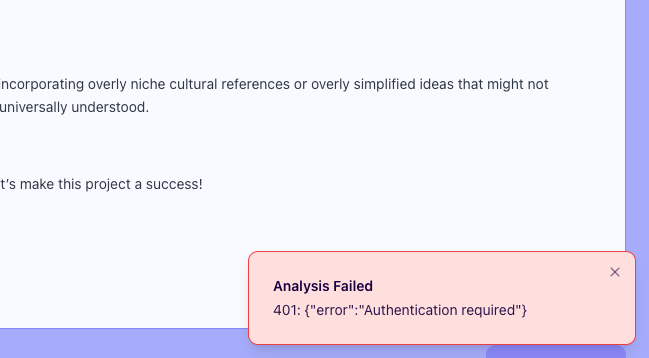 incorporating overly niche cultural references or overly simplified ideas that might not
universally understood.
t's make this project a success!
Analysis Failed
401: {"error":"Authentication required"}